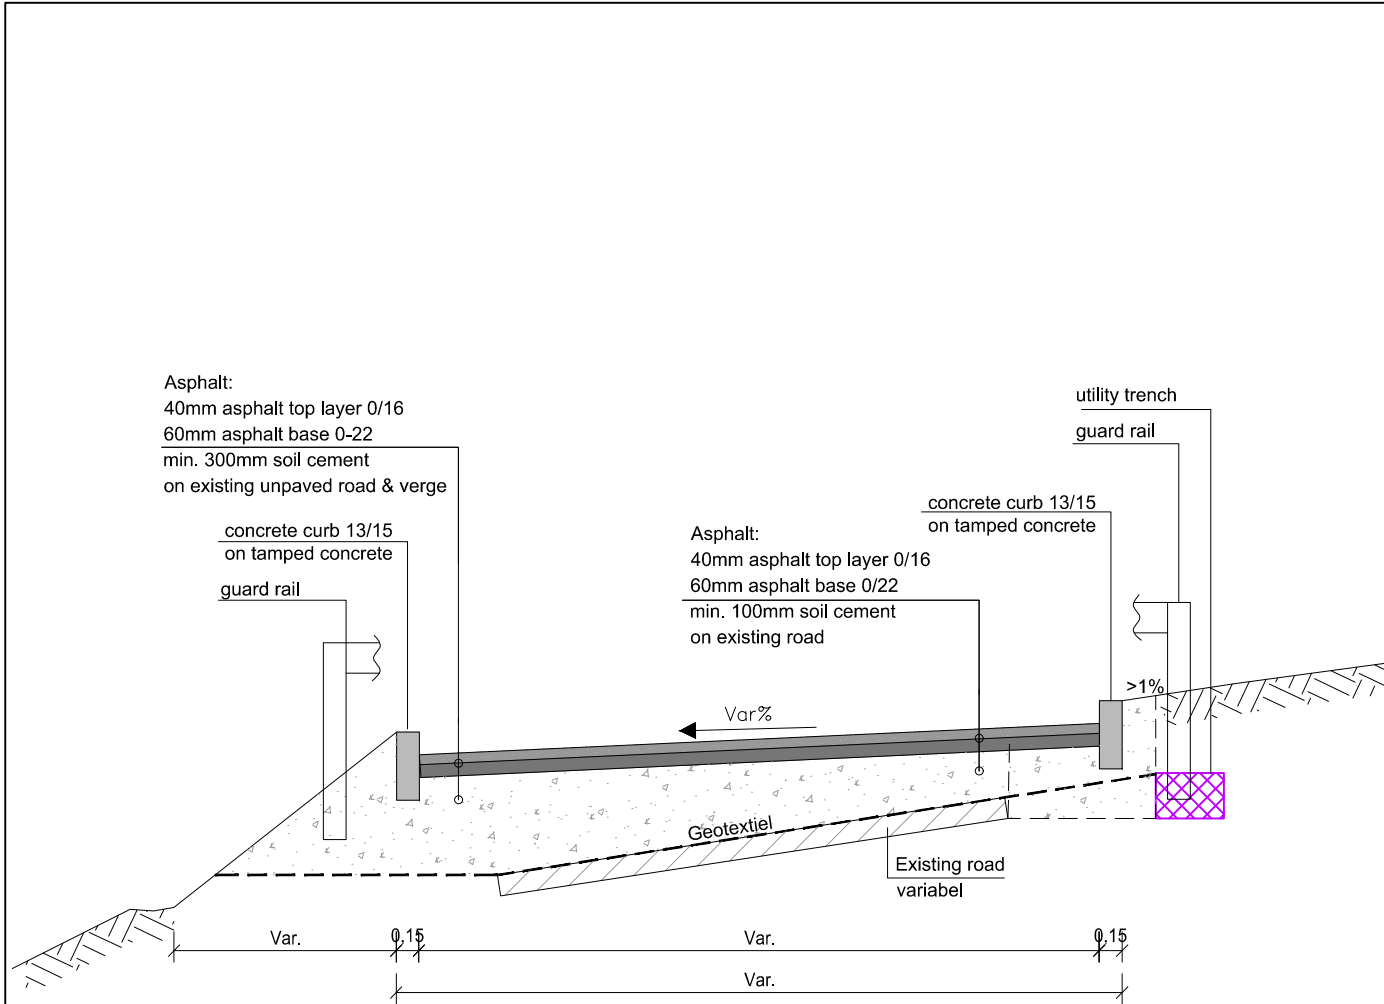 Asphalt:
40mm asphalt top layer 0/16
60mm asphalt base 0-22
min. 300mm soil cement
on existing unpaved road & verge
utility trench
guard rail
concrete curb 13/15
on tamped concrete
concrete curb 13/15
on tamped concrete
Asphalt:
40mm asphalt top layer 0/16
60mm asphalt base 0/22
min. 100mm soil cement
on existing road
guard rail
>1%
Var%
Geotextiel
Existing road
variabel
Var.
0,15
Var.
0,15
Var.